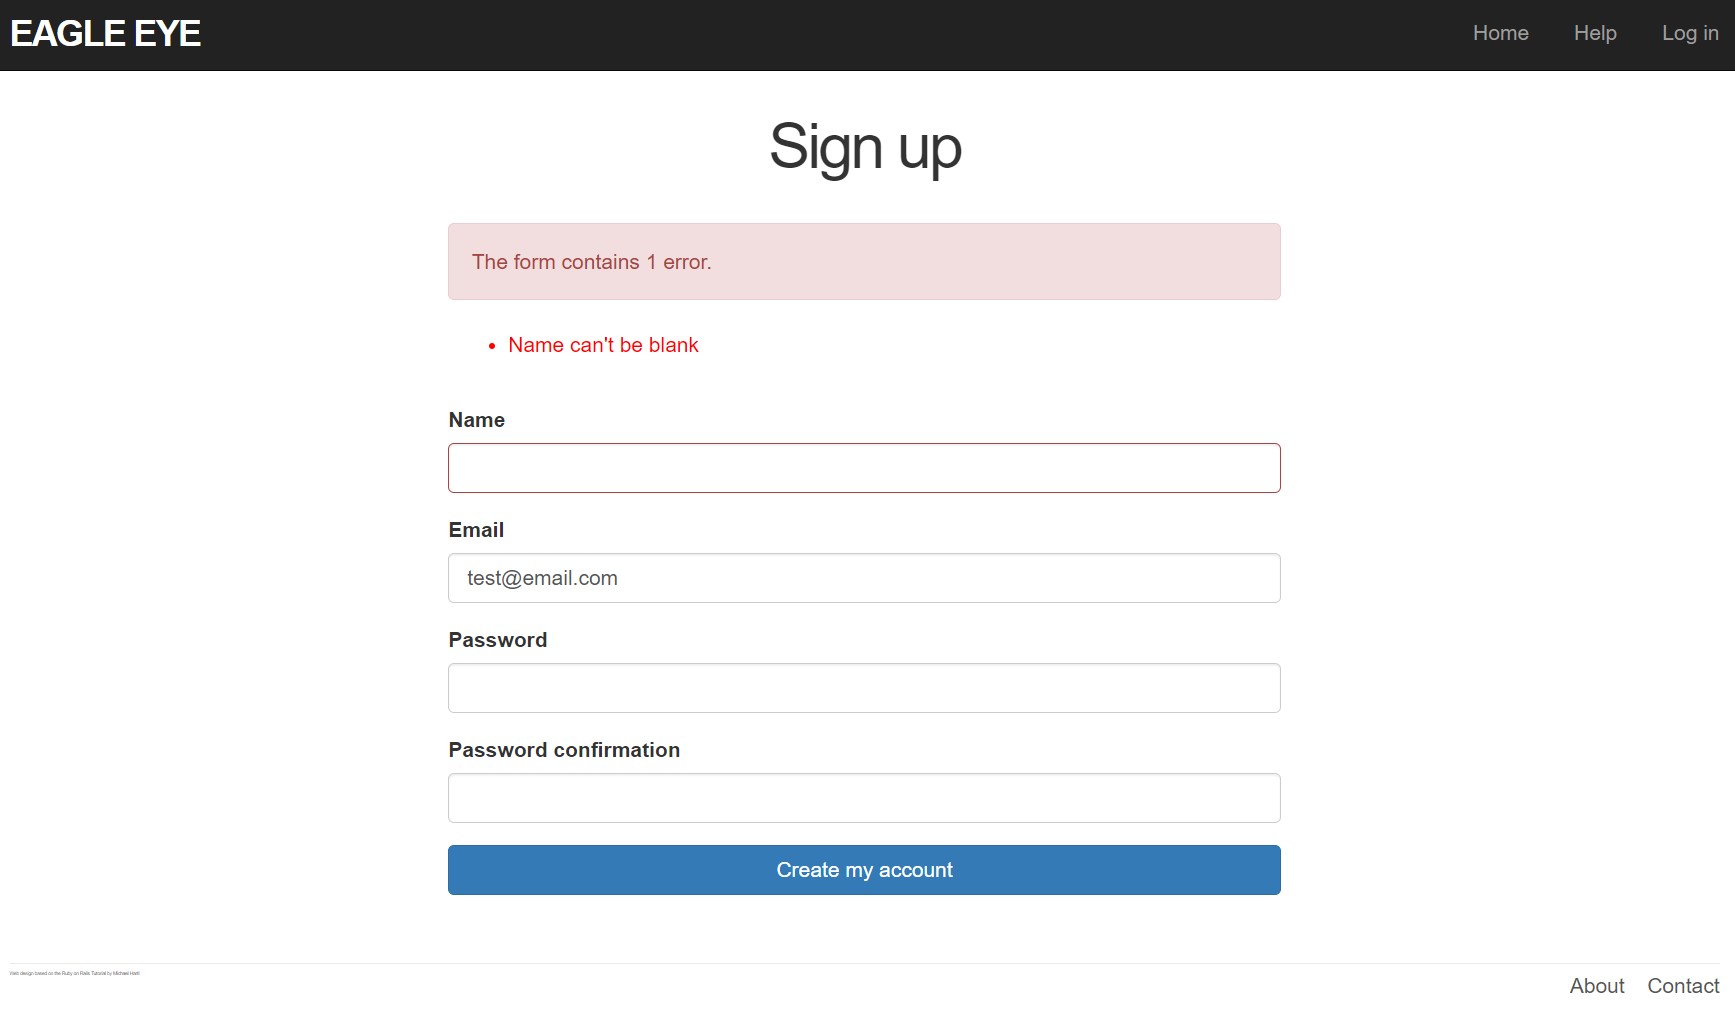 EAGLE EYE
Home Help Log in
Sign up
The form contains 1 error.
• Name can't be blank
Name
Email
test@email.com
Password
Password confirmation
Create my account
Web design based on the Ruby on Rails Tutorial by Michael Hartl
About Contact